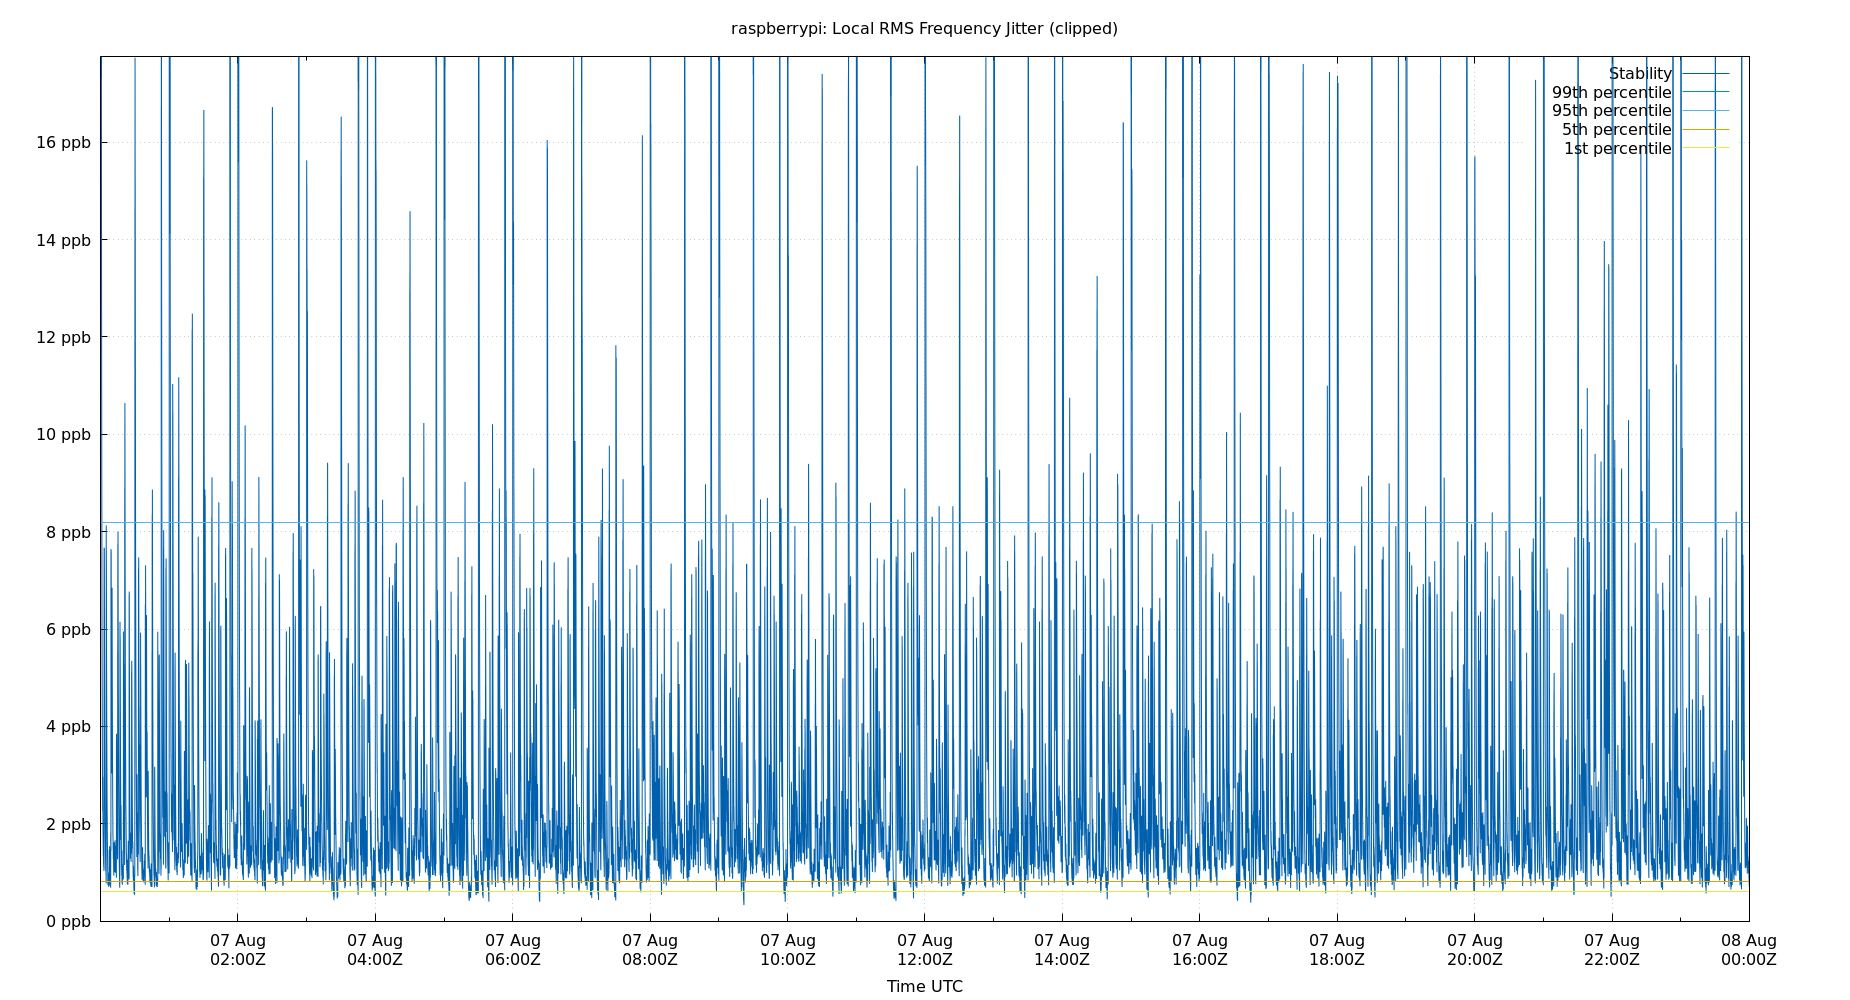 raspberrypi: Local RMS Frequency Jitter (clipped)
Stability
99th percentile
95th percentile
5th percentile
1st percentile
16 ppb
14 ppb
12 ppb
10 ppb
8 ppb
6 ppb
4 ppb
2 ppb
0 ppb
07 Aug 07 Aug 07 Aug 07 Aug 07 Aug 07 Aug 07 Aug 07 Aug 07 Aug 07 Aug 07 Aug 08 Aug
02:00Z 04:00Z 06:00Z 08:00Z 10:00Z 12:00Z 14:00Z 16:00Z 18:00Z 20:00Z 22:00Z 00:00Z
Time UTC